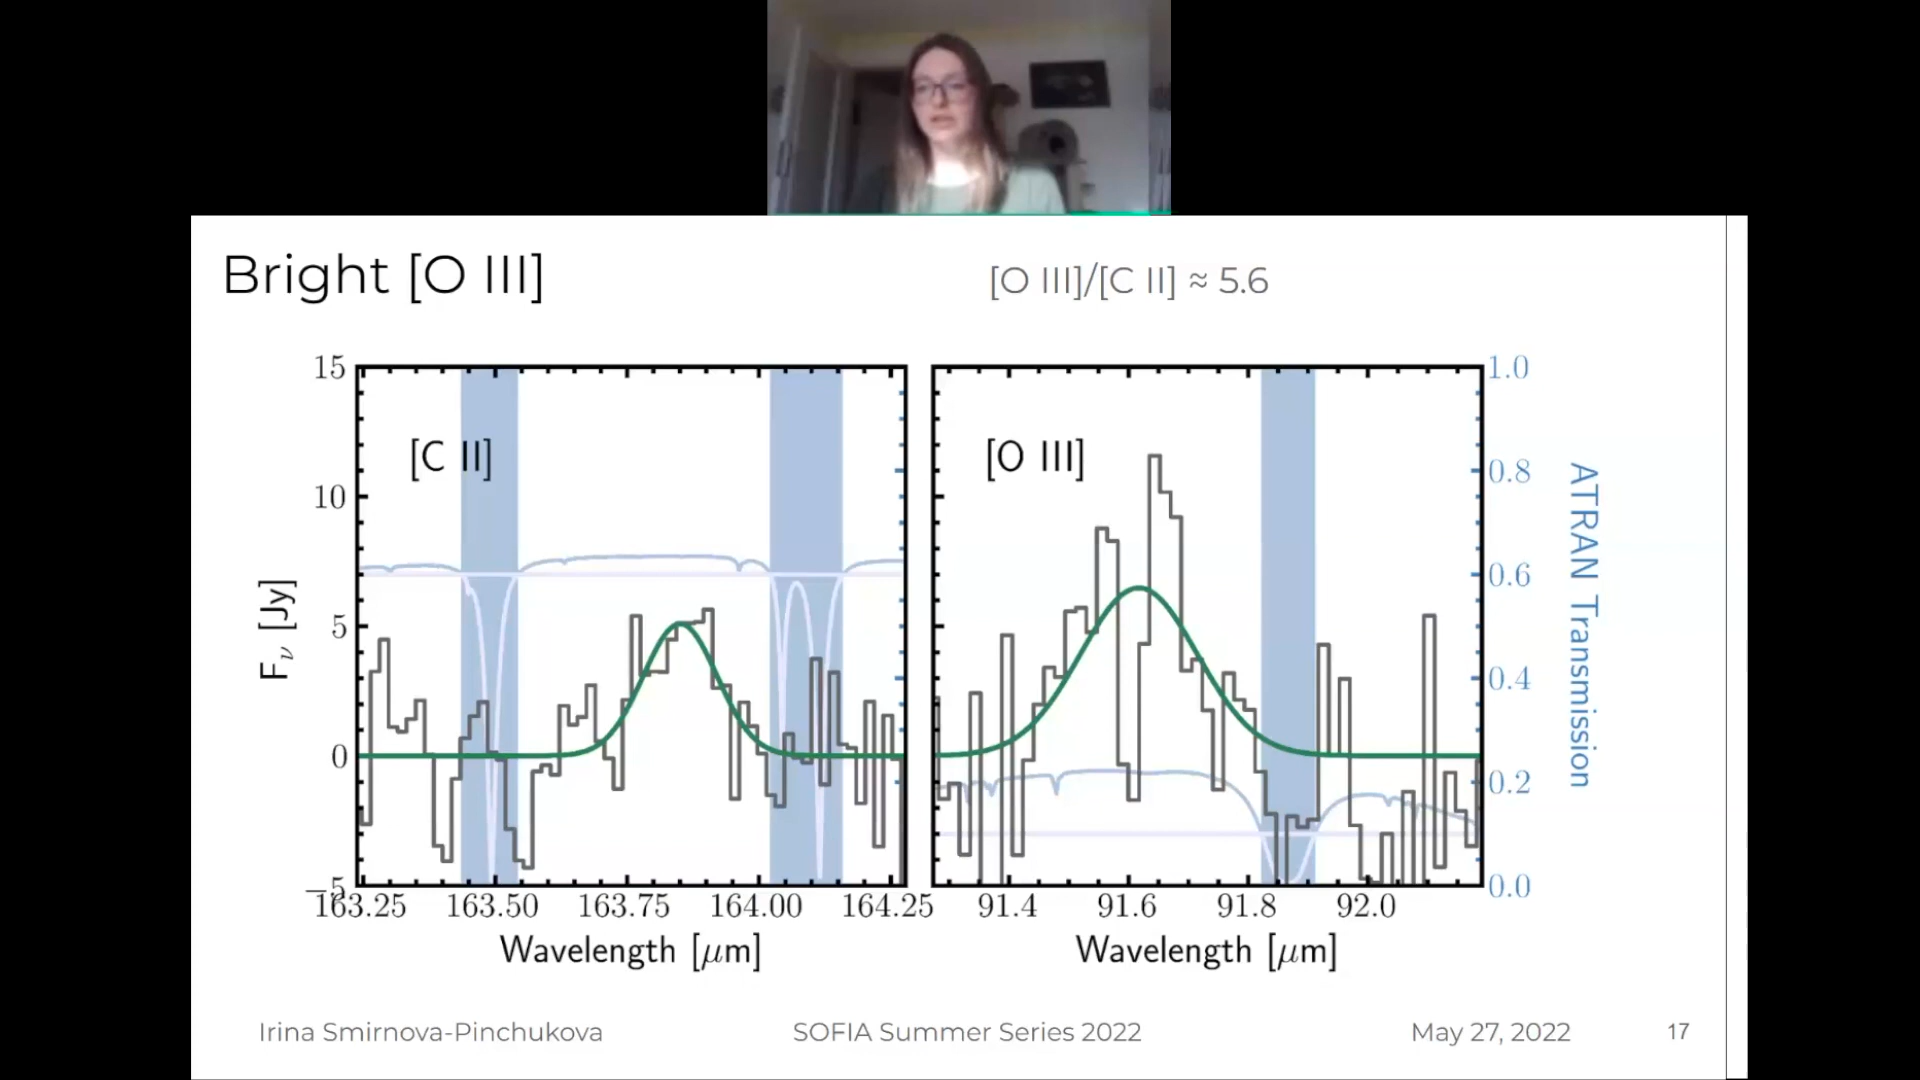 Bright [O III]
[O III]/[C II] ≈ 5.6
15
10
5
0
−5
Fν [Jy]
[C II]
[O III]
1.0
0.8
0.6
0.4
0.2
0.0
ATRAN Transmission
163.25 163.50 163.75 164.00 164.25
91.4 91.6 91.8 92.0
Wavelength [μm]
Wavelength [μm]
Irina Smirnova-Pinchukova
SOFIA Summer Series 2022
May 27, 2022
17